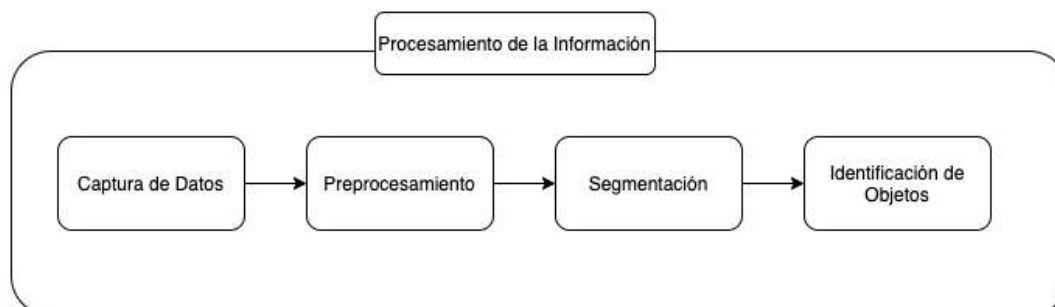 Procesamiento de la Información
Captura de Datos
Preprocesamiento
Segmentación
Identificación de
Objetos